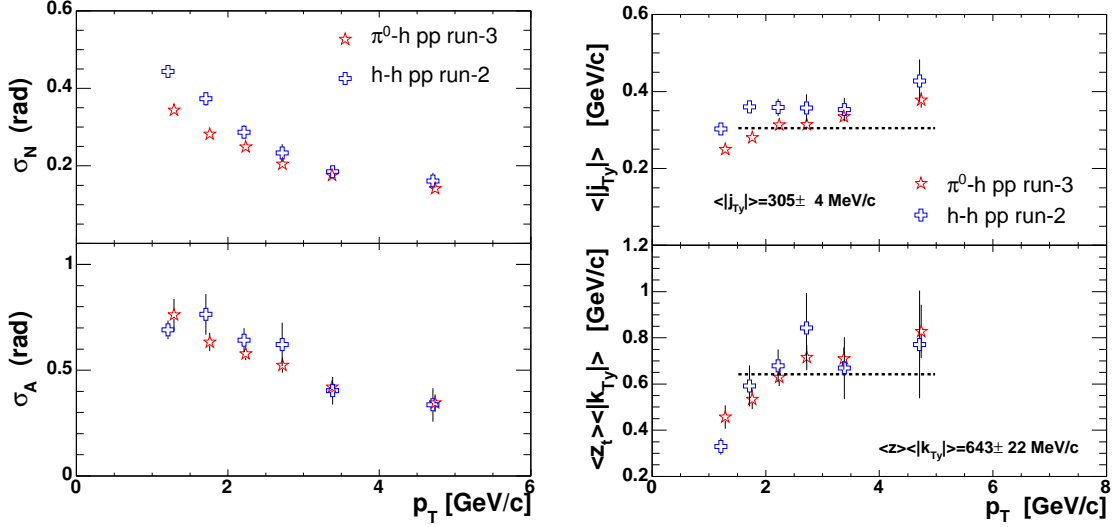 0.6
0.4
0.2
0
σN (rad)
π0-h pp run-3
h-h pp run-2
1
0.5
0
σA (rad)
0 2 4 6
pT [GeV/c]
0.6
0.4
0.2
<|jTy|> [GeV/c]
π0-h pp run-3
h-h pp run-2
<|jTy|>=305± 4 MeV/c
1.2
1
0.8
0.6
0.4
0.2
<zt><|kTy|> [GeV/c]
<z><|kTy|>=643± 22 MeV/c
0 2 4 6 8
pT [GeV/c]